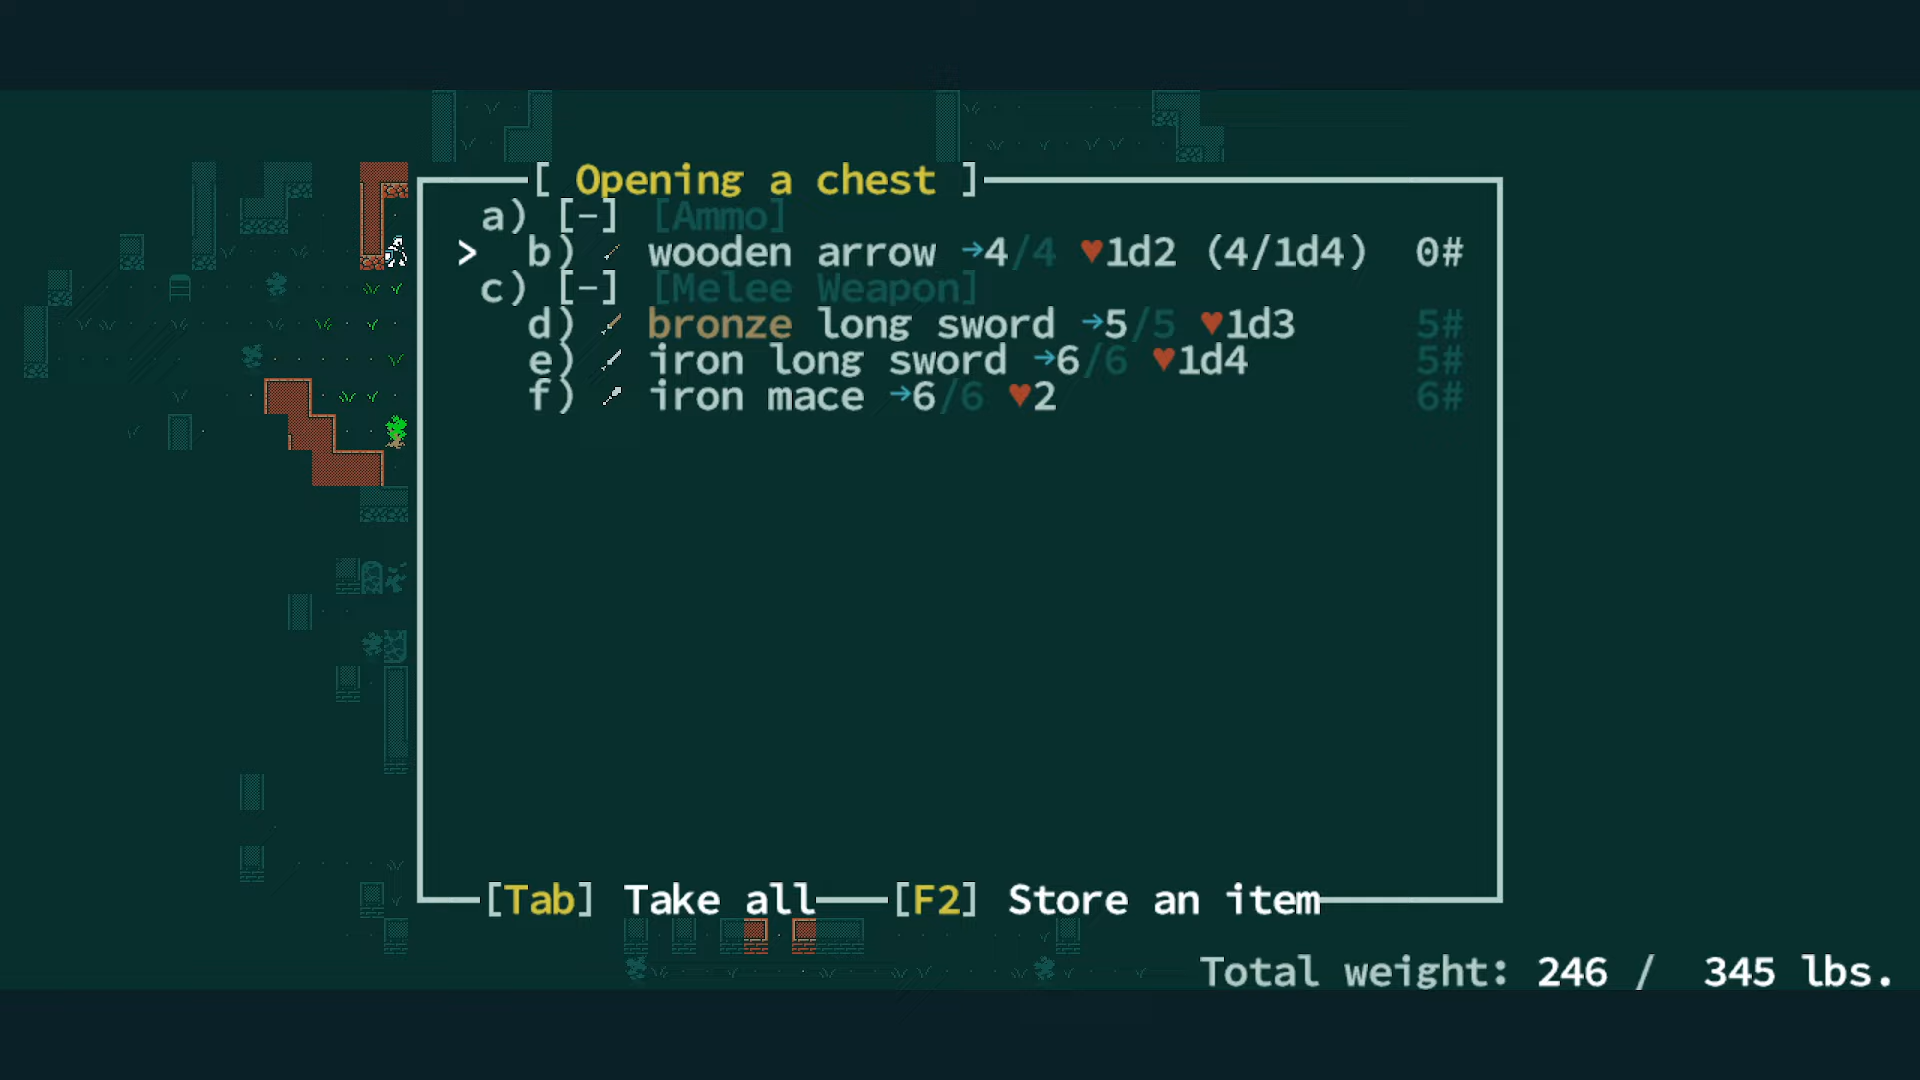 [ Opening a chest ]
a) [-] [Ammo]
> b) wooden arrow →4/4 ♥1d2 (4/1d4) 0#
c) [-] [Melee Weapon]
d) bronze long sword →5/5 ♥1d3 5#
e) iron long sword →6/6 ♥1d4 5#
f) iron mace →6/6 ♥2 6#
[Tab] Take all [F2] Store an item
Total weight: 246 / 345 lbs.